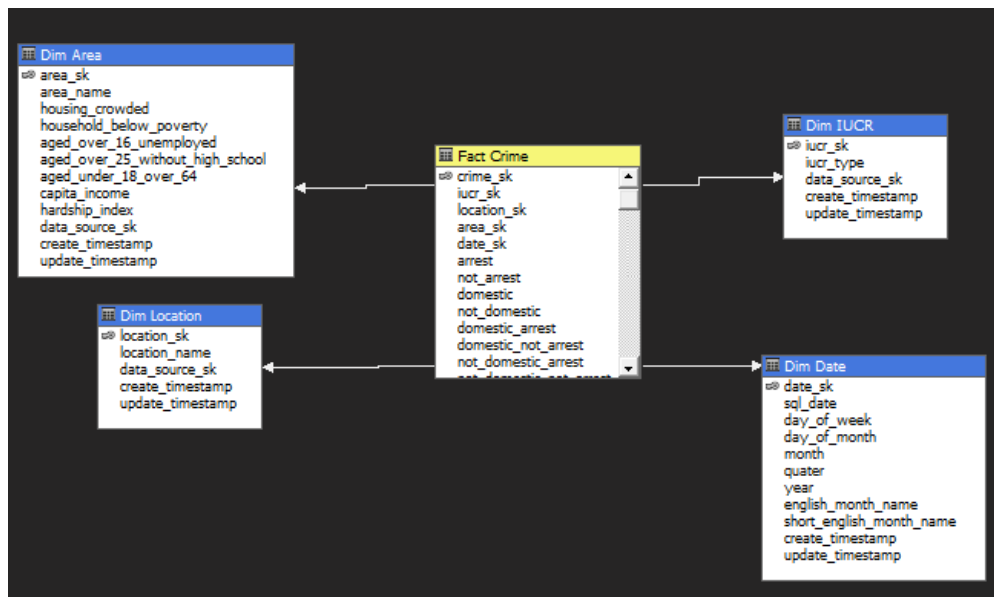 Dim Area
area_sk
area_name
housing_crowded
household_below_poverty
aged_over_16_unemployed
aged_over_25_without_high_school
aged_under_18_over_64
capita_income
hardship_index
data_source_sk
create_timestamp
update_timestamp
Fact Crime
crime_sk
iucr_sk
location_sk
area_sk
date_sk
arrest
not_arrest
domestic
not_domestic
domestic_arrest
domestic_not_arrest
not_domestic_arrest
not_domestic_not_arrest
Dim IUCR
iucr_sk
iucr_type
data_source_sk
create_timestamp
update_timestamp
Dim Location
location_sk
location_name
data_source_sk
create_timestamp
update_timestamp
Dim Date
date_sk
sql_date
day_of_week
day_of_month
month
quater
year
english_month_name
short_english_month_name
create_timestamp
update_timestamp